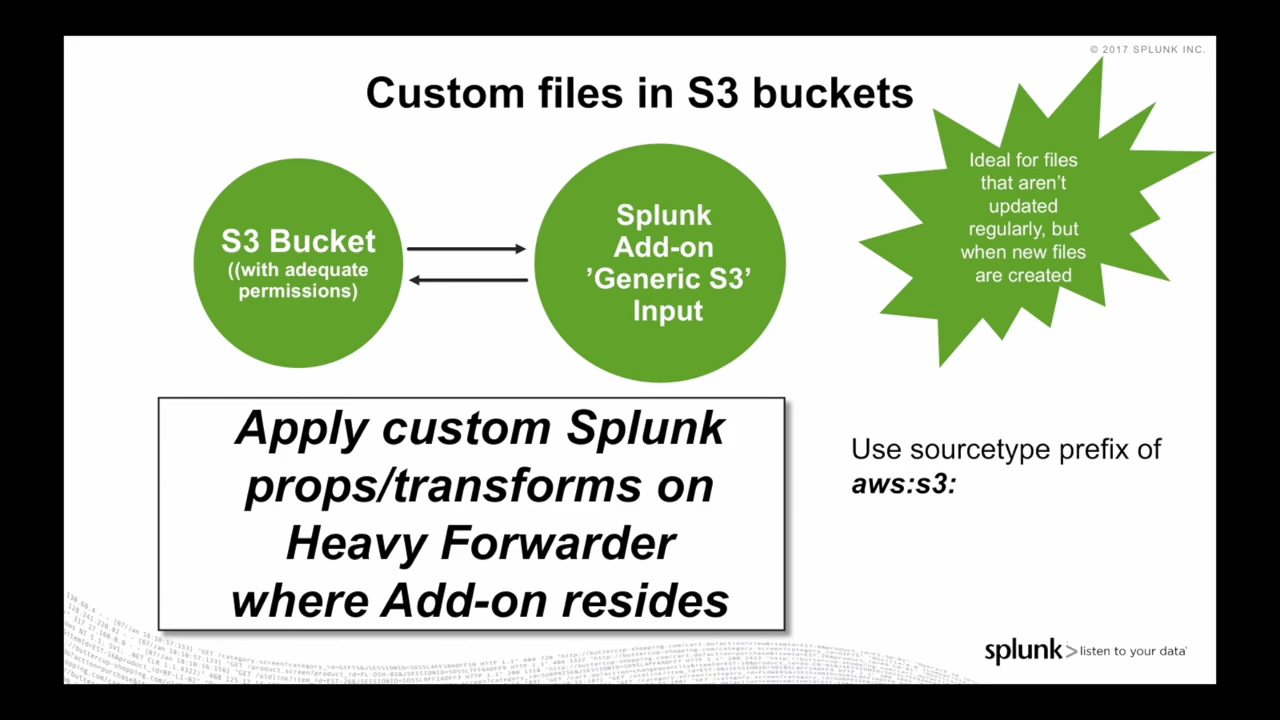 © 2017 SPLUNK INC.
Custom files in S3 buckets
S3 Bucket
((with adequate
permissions)
Splunk
Add-on
’Generic S3’
Input
Ideal for files
that aren’t
updated
regularly, but
when new files
are created
Apply custom Splunk
props/transforms on
Heavy Forwarder
where Add-on resides
Use sourcetype prefix of
aws:s3:
splunk> listen to your data